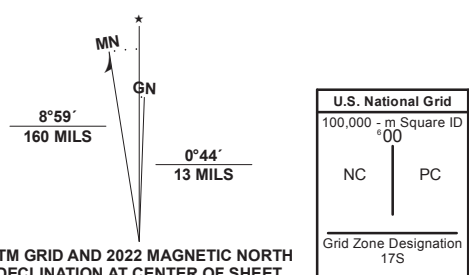 ★
MN
GN
8°59´
160 MILS
0°44´
13 MILS
TM GRID AND 2022 MAGNETIC NORTH
DECLINATION AT CENTER OF SHEET
U.S. National Grid
100,000 - m Square ID
⁶00
NC PC
Grid Zone Designation
17S